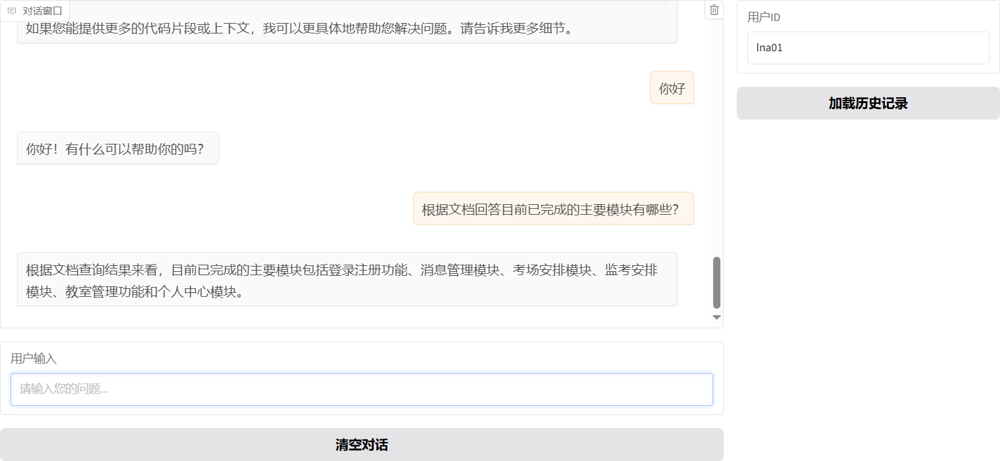 对话窗口
如果您能提供更多的代码片段或上下文，我可以更具体地帮助您解决问题。请告诉我更多细节。
你好
你好！有什么可以帮助你的吗？
根据文档回答目前已完成的主要模块有哪些？
根据文档查询结果来看，目前已完成的主要模块包括登录注册功能、消息管理模块、考场安排模块、监考安排
模块、教室管理功能和个人中心模块。
用户输入
请输入您的问题...
清空对话
用户ID
lna01
加载历史记录